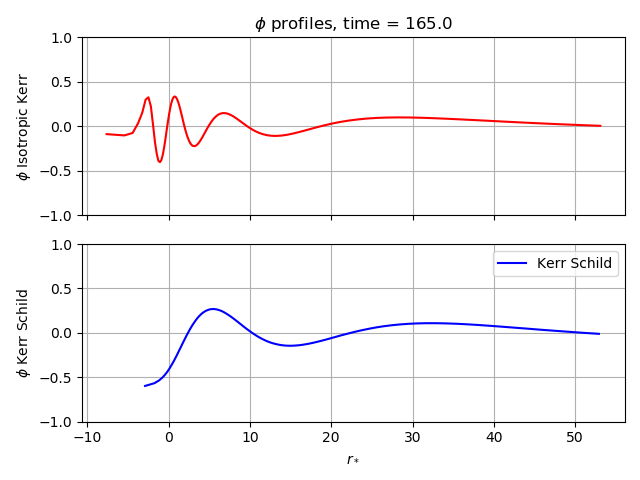 ϕ profiles, time = 165.0
1.0
0.5
0.0
−0.5
−1.0
ϕ Isotropic Kerr
1.0
0.5
0.0
−0.5
−1.0
ϕ Kerr Schild
Kerr Schild
−10 0 10 20 30 40 50
r*